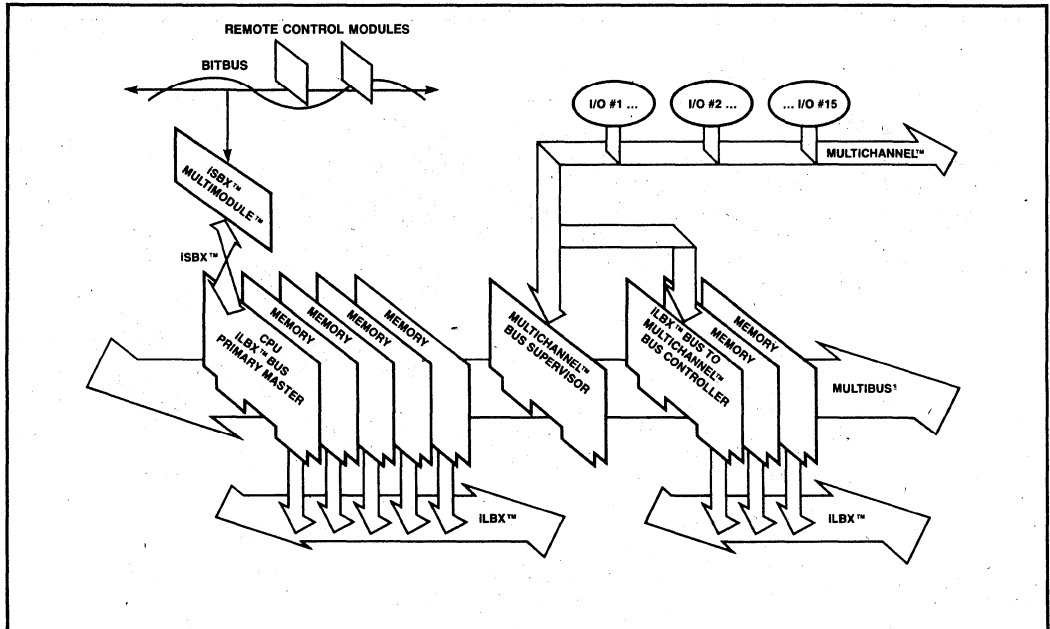 REMOTE CONTROL MODULES
BITBUS
I/O #1 ...
I/O #2 ...
... I/O #15
MULTICHANNEL™
iSBX™
MULTIMODULE™
iSBX™
CPU
iLBX™ BUS
PRIMARY MASTER
MEMORY
MEMORY
MEMORY
MEMORY
MULTICHANNEL™
BUS SUPERVISOR
iLBX™ BUS TO
MULTICHANNEL™
BUS CONTROLLER
MEMORY
MEMORY
MULTIBUS
iLBX™
iLBX™